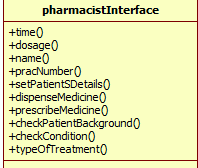 pharmacistInterface
+time()
+dosage()
+name()
+pracNumber()
+setPatientSDetails()
+dispenseMedicine()
+prescribeMedicine()
+checkPatientBackground()
+checkCondition()
+typeOfTreatment()